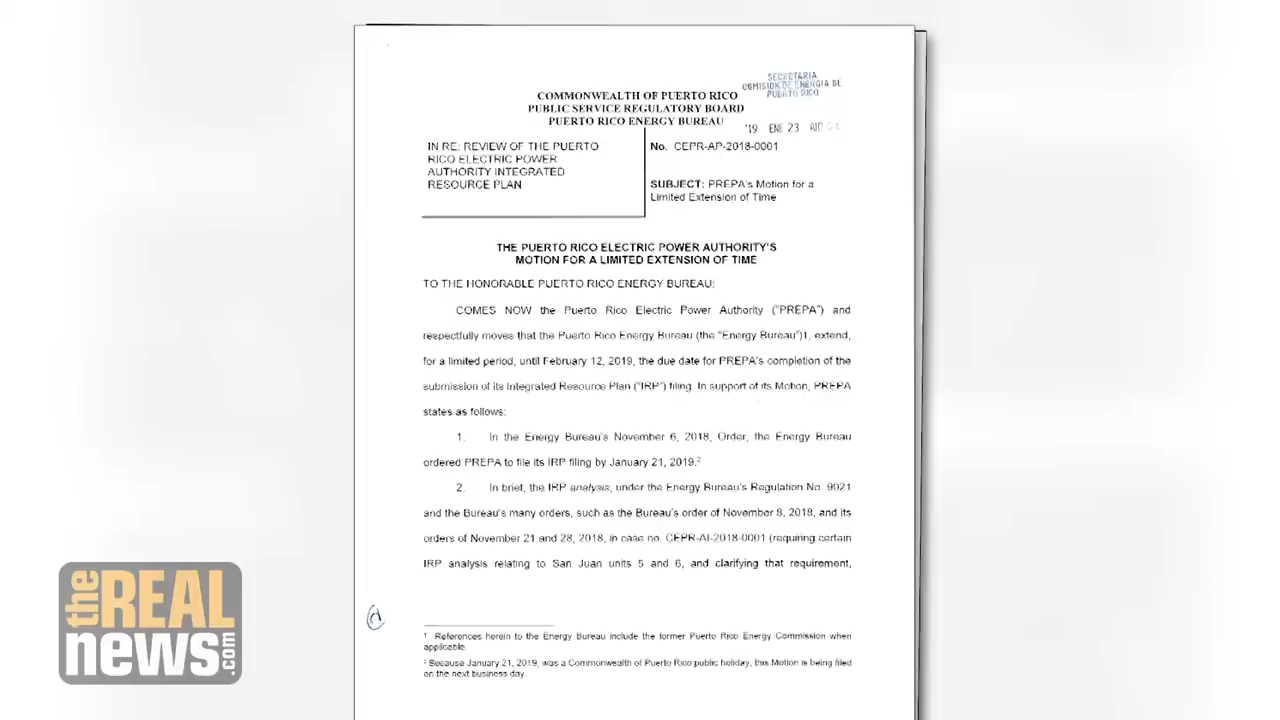 SECRETARIA
COMISION DE ENERGIA DE
PUERTO RICO
COMMONWEALTH OF PUERTO RICO
PUBLIC SERVICE REGULATORY BOARD
PUERTO RICO ENERGY BUREAU
'19 ENE 23
IN RE: REVIEW OF THE PUERTO
RICO ELECTRIC POWER
AUTHORITY INTEGRATED
RESOURCE PLAN
No. CEPR-AP-2018-0001
SUBJECT: PREPA's Motion for a
Limited Extension of Time
THE PUERTO RICO ELECTRIC POWER AUTHORITY'S
MOTION FOR A LIMITED EXTENSION OF TIME
TO THE HONORABLE PUERTO RICO ENERGY BUREAU:
COMES NOW the Puerto Rico Electric Power Authority ("PREPA") and
respectfully moves that the Puerto Rico Energy Bureau (the "Energy Bureau")1, extend,
for a limited period, until February 12, 2019, the due date for PREPA's completion of the
submission of its Integrated Resource Plan ("IRP") filing. In support of its Motion, PREPA
states as follows:
1. In the Energy Bureau's November 6, 2018, Order, the Energy Bureau
ordered PREPA to file its IRP filing by January 21, 2019.²
2. In brief, the IRP analysis, under the Energy Bureau's Regulation No. 9021
and the Bureau's many orders, such as the Bureau's order of November 9, 2018, and its
orders of November 21 and 28, 2018, in case no. CEPR-AI-2018-0001 (requiring certain
IRP analysis relating to San Juan units 5 and 6, and clarifying that requirement,
¹ References herein to the Energy Bureau include the former Puerto Rico Energy Commission when
applicable.
² Because January 21, 2019, was a Commonwealth of Puerto Rico public holiday, this Motion is being filed
on the next business day.
the REAL
news.com